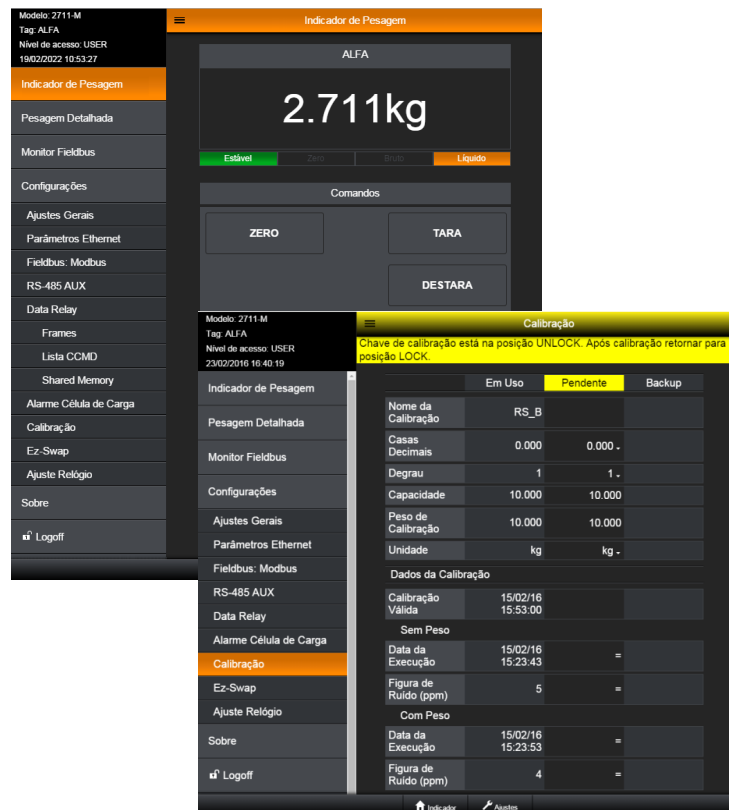 Modelo: 2711-M
Tag: ALFA
Nível de acesso: USER
19/02/2022 10:53:27
Indicador de Pesagem
Pesagem Detalhada
Monitor Fieldbus
Configurações
Ajustes Gerais
Parâmetros Ethernet
Fieldbus: Modbus
RS-485 AUX
Data Relay
Frames
Lista CCMD
Shared Memory
Alarme Célula de Carga
Calibração
Ez-Swap
Ajuste Relógio
Sobre
Logoff
Indicador de Pesagem
ALFA
2.711kg
Estável Zero Bruto Líquido
Comandos
ZERO TARA
DESTARA
Modelo: 2711-M
Tag: ALFA
Nível de acesso: USER
23/02/2016 16:40:19
Indicador de Pesagem
Pesagem Detalhada
Monitor Fieldbus
Configurações
Ajustes Gerais
Parâmetros Ethernet
Fieldbus: Modbus
RS-485 AUX
Data Relay
Alarme Célula de Carga
Calibração
Ez-Swap
Ajuste Relógio
Sobre
Logoff
Calibração
Chave de calibração está na posição UNLOCK. Após calibração retornar para
posição LOCK.
Em Uso Pendente Backup
Nome da
Calibração RS_B
Casas
Decimais 0.000 0.000
Degrau 1 1
Capacidade 10.000 10.000
Peso de
Calibração 10.000 10.000
Unidade kg kg
Dados da Calibração
Calibração
Válida 15/02/16
15:53:00
Sem Peso
Data da
Execução 15/02/16
15:23:43 =
Figura de
Ruído (ppm) 5 =
Com Peso
Data da
Execução 15/02/16
15:23:53 =
Figura de
Ruído (ppm) 4 =
Indicador Ajustes